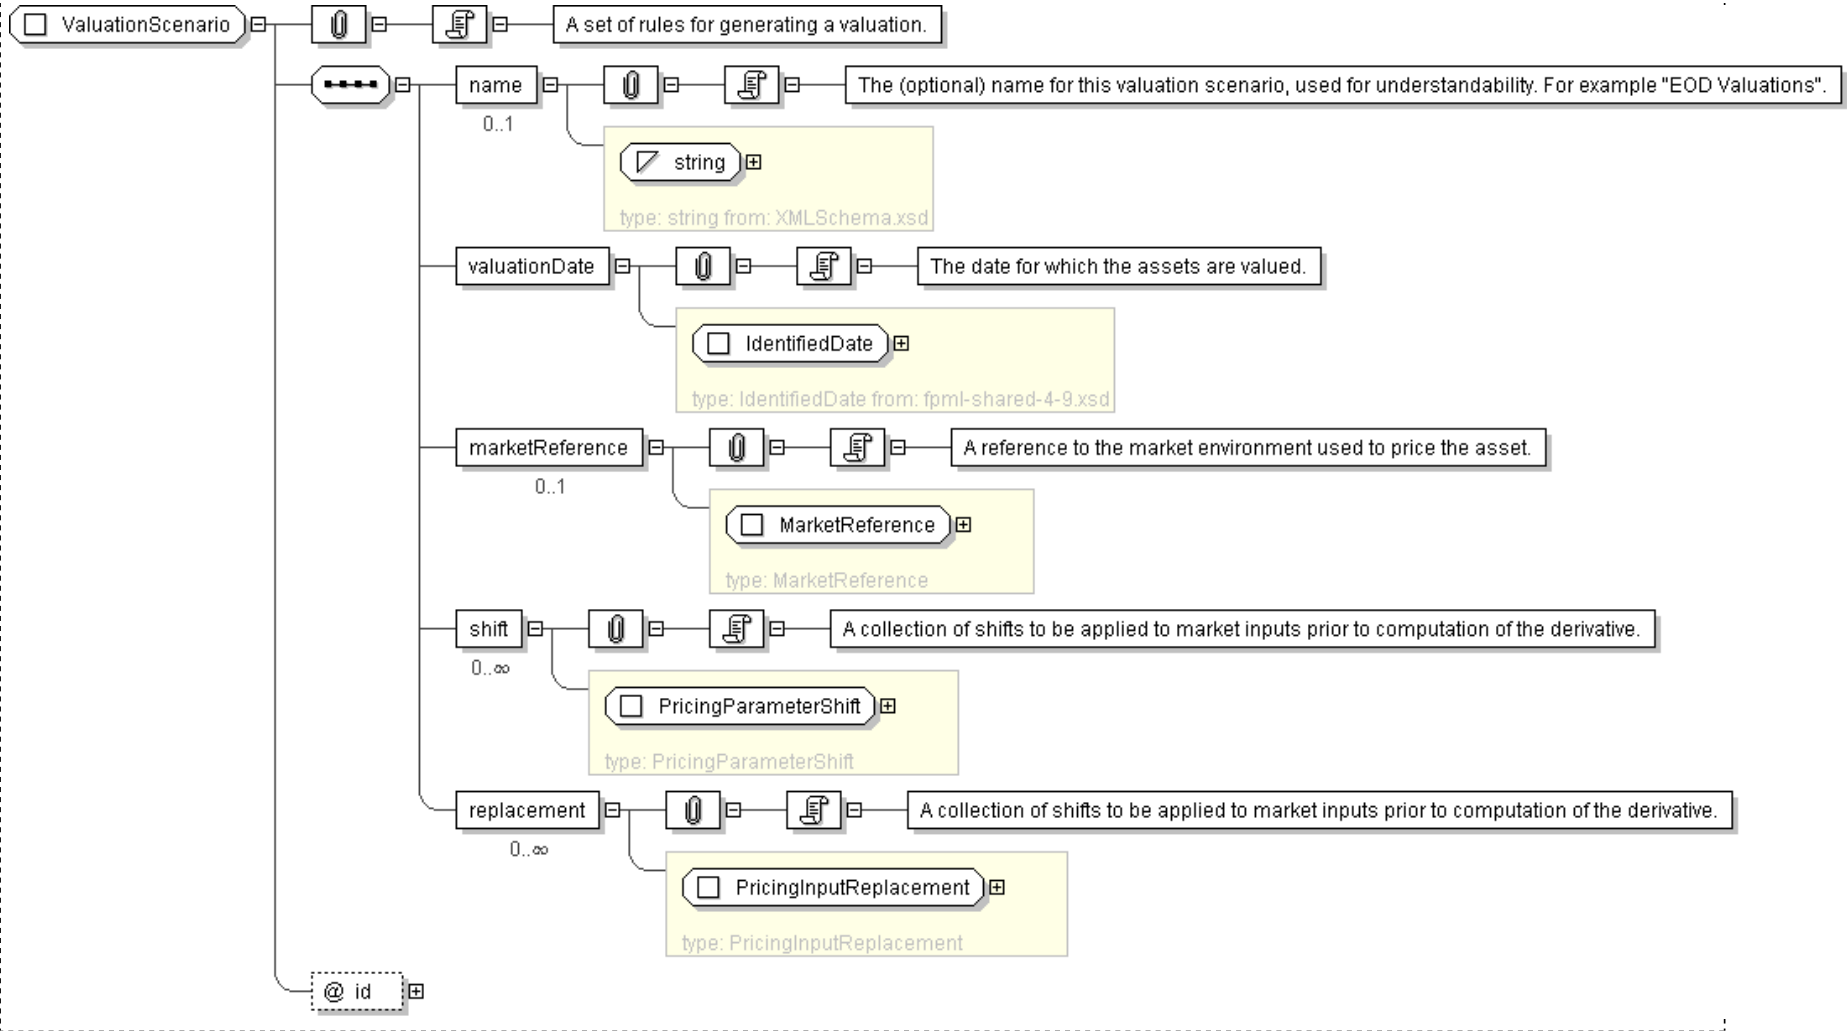 ValuationScenario
A set of rules for generating a valuation.
name
The (optional) name for this valuation scenario, used for understandability. For example "EOD Valuations".
0..1
string
type: string from: XMLSchema.xsd
valuationDate
The date for which the assets are valued.
IdentifiedDate
type: IdentifiedDate from: fpml-shared-4-9.xsd
marketReference
A reference to the market environment used to price the asset.
0..1
MarketReference
type: MarketReference
shift
A collection of shifts to be applied to market inputs prior to computation of the derivative.
0..∞
PricingParameterShift
type: PricingParameterShift
replacement
A collection of shifts to be applied to market inputs prior to computation of the derivative.
0..∞
PricingInputReplacement
type: PricingInputReplacement
@ id